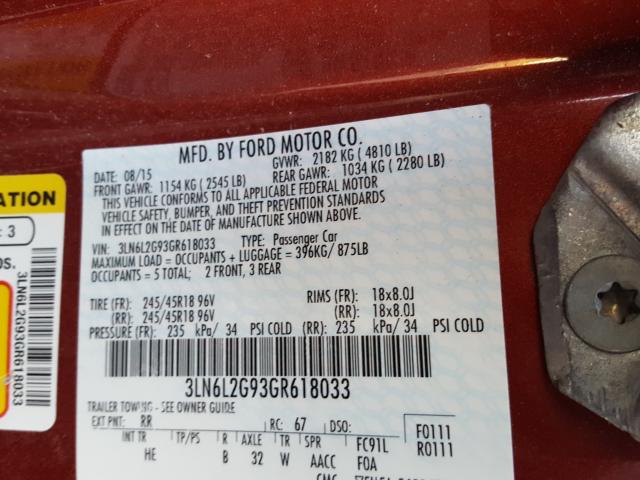 MFD. BY FORD MOTOR CO.
DATE: 08/15 GVWR: 2182 KG ( 4810 LB)
FRONT GAWR: 1154 KG ( 2545 LB) REAR GAWR: 1034 KG ( 2280 LB)
THIS VEHICLE CONFORMS TO ALL APPLICABLE FEDERAL MOTOR
VEHICLE SAFETY, BUMPER, AND THEFT PREVENTION STANDARDS
IN EFFECT ON THE DATE OF MANUFACTURE SHOWN ABOVE.
VIN: 3LN6L2G93GR618033 TYPE: Passenger Car
MAXIMUM LOAD = OCCUPANTS + LUGGAGE = 396KG/ 875LB
OCCUPANTS = 5 TOTAL; 2 FRONT, 3 REAR
TIRE (FR): 245/45R18 96V RIMS (FR): 18x8.0J
(RR): 245/45R18 96V (RR): 18x8.0J
PRESSURE (FR): 235 kPa/ 34 PSI COLD (RR): 235 kPa/ 34 PSI COLD
3LN6L2G93GR618033
TRAILER TOWING - SEE OWNER GUIDE
EXT PNT: RR RC: 67 DSO: F0111
INT TR TP/PS R AXLE TR SPR FC91L R0111
HE B 32 W AACC FOA
ATION
: 3
OS.
3LN6L2G93GR618033